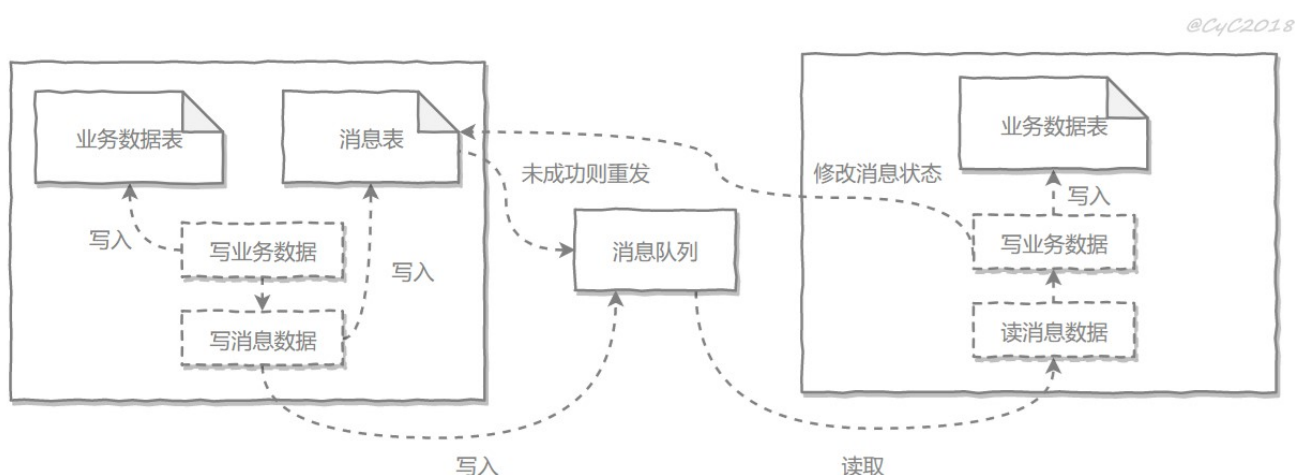 @CyC2018
业务数据表
消息表
写入
写业务数据
写入
写消息数据
未成功则重发
消息队列
修改消息状态
业务数据表
写入
写业务数据
读消息数据
写入
读取